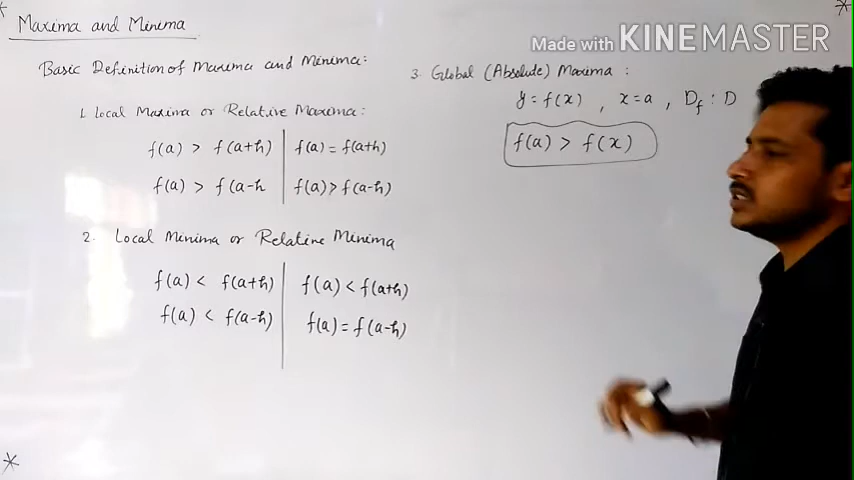 Maxima and Minima
Made with KINEMASTER
Basic Definition of Maxima and Minima:
1. Local Maxima or Relative Maxima:
f(a) > f(a+h) | f(a) = f(a+h)
f(a) > f(a-h | f(a) > f(a-h)
2. Local Minima or Relative Minima
f(a) < f(a+h) | f(a) < f(a+h)
f(a) < f(a-h) | f(a) = f(a-h)
3. Global (Absolute) Maxima :
y = f(x) , x = a , D_f : D
f(a) > f(x)